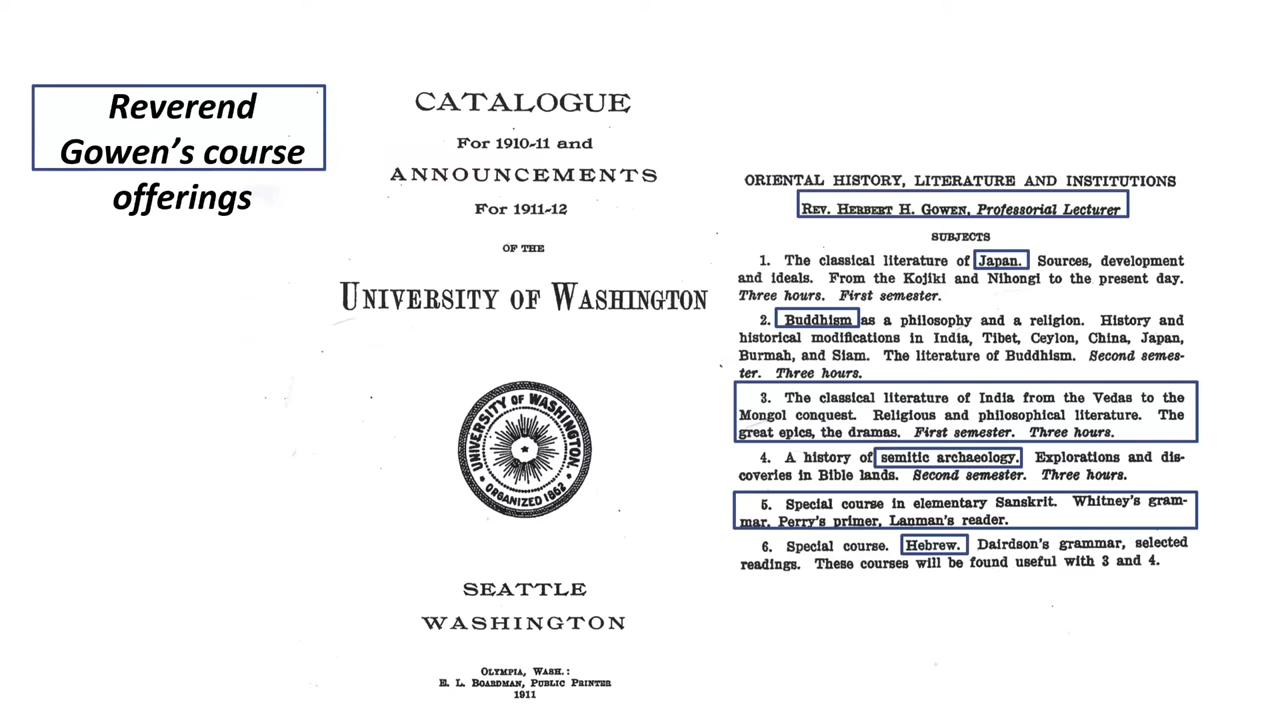 Reverend
Gowen’s course
offerings
CATALOGUE
For 1910-11 and
ANNOUNCEMENTS
For 1911-12
OF THE
UNIVERSITY OF WASHINGTON
UNIVERSITY OF WASHINGTON
ORGANIZED 1862
SEATTLE
WASHINGTON
OLYMPIA, WASH.:
E. L. BOARDMAN, PUBLIC PRINTER
1911
ORIENTAL HISTORY, LITERATURE AND INSTITUTIONS
REV. HERBERT H. GOWEN, Professorial Lecturer
SUBJECTS
1. The classical literature of Japan. Sources, development
and ideals. From the Kojiki and Nihongi to the present day.
Three hours. First semester.
2. Buddhism as a philosophy and a religion. History and
historical modifications in India, Tibet, Ceylon, China, Japan,
Burmah, and Siam. The literature of Buddhism. Second semes-
ter. Three hours.
3. The classical literature of India from the Vedas to the
Mongol conquest. Religious and philosophical literature. The
great epics, the dramas. First semester. Three hours.
4. A history of semitic archaeology. Explorations and dis-
coveries in Bible lands. Second semester. Three hours.
5. Special course in elementary Sanskrit. Whitney's gram-
mar, Perry's primer, Lanman's reader.
6. Special course. Hebrew. Dairdson's grammar, selected
readings. These courses will be found useful with 3 and 4.